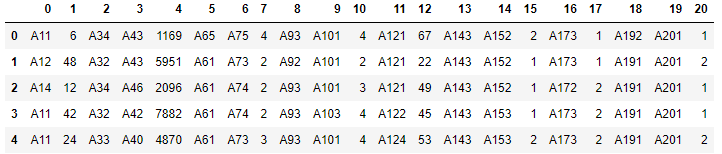 0 1 2 3 4 5 6 7 8 9 10 11 12 13 14 15 16 17 18 19 20
0 A11 6 A34 A43 1169 A65 A75 4 A93 A101 4 A121 67 A143 A152 2 A173 1 A192 A201 1
1 A12 48 A32 A43 5951 A61 A73 2 A92 A101 2 A121 22 A143 A152 1 A173 1 A191 A201 2
2 A14 12 A34 A46 2096 A61 A74 2 A93 A101 3 A121 49 A143 A152 1 A172 2 A191 A201 1
3 A11 42 A32 A42 7882 A61 A74 2 A93 A103 4 A122 45 A143 A153 1 A173 2 A191 A201 1
4 A11 24 A33 A40 4870 A61 A73 3 A93 A101 4 A124 53 A143 A153 2 A173 2 A191 A201 2